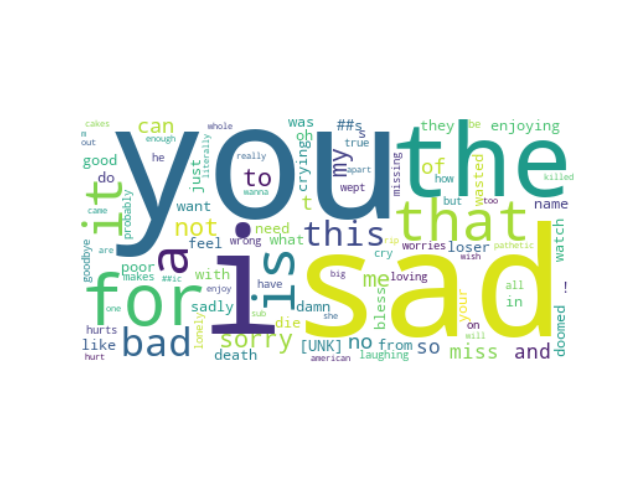 cakes
m
out
can
you
was
oh
##s
s
true
they
be
enjoying
enough
whole
the
good
do
he
just
literally
really
to
wanna
crying
my
apart
wept
missing
of
how
wasted
but
too
killed
it
probably
want
came
not
t
need
this
that
name
goodbye
are
a
feel
wrong
what
is
worries
loser
rip
pathetic
watch
poor
makes
##ic
with
i
have
cry
me
loving
wish
sad
big
bless
your
all
in
!
for
one
sadly
enjoy
sub
damn
she
die
on
will
doomed
hurts
like
hurt
bad
lonely
sorry
death
american
[UNK]
laughing
no
from
so
miss
and